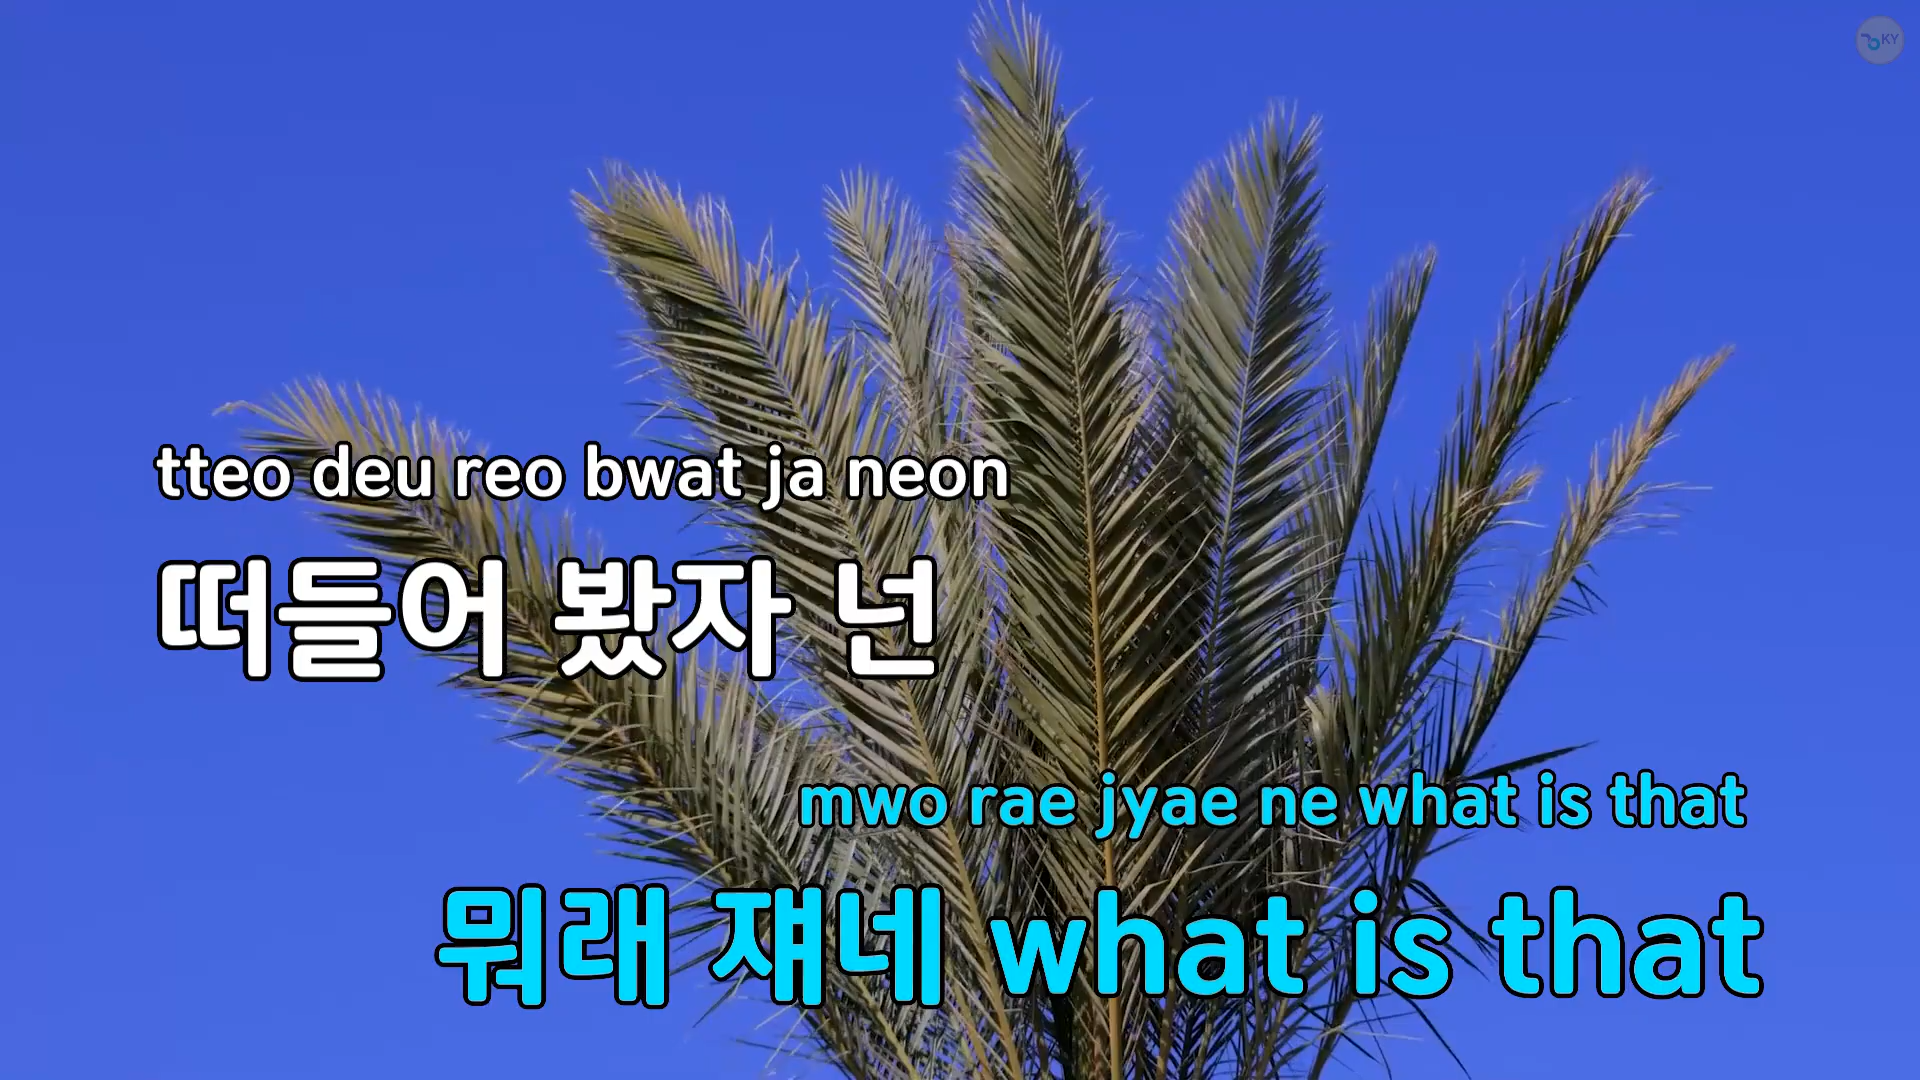 KY
tteo deu reo bwat ja neon
떠들어 봤자 넌
mwo rae jyae ne what is that
뭐래 쟤네 what is that